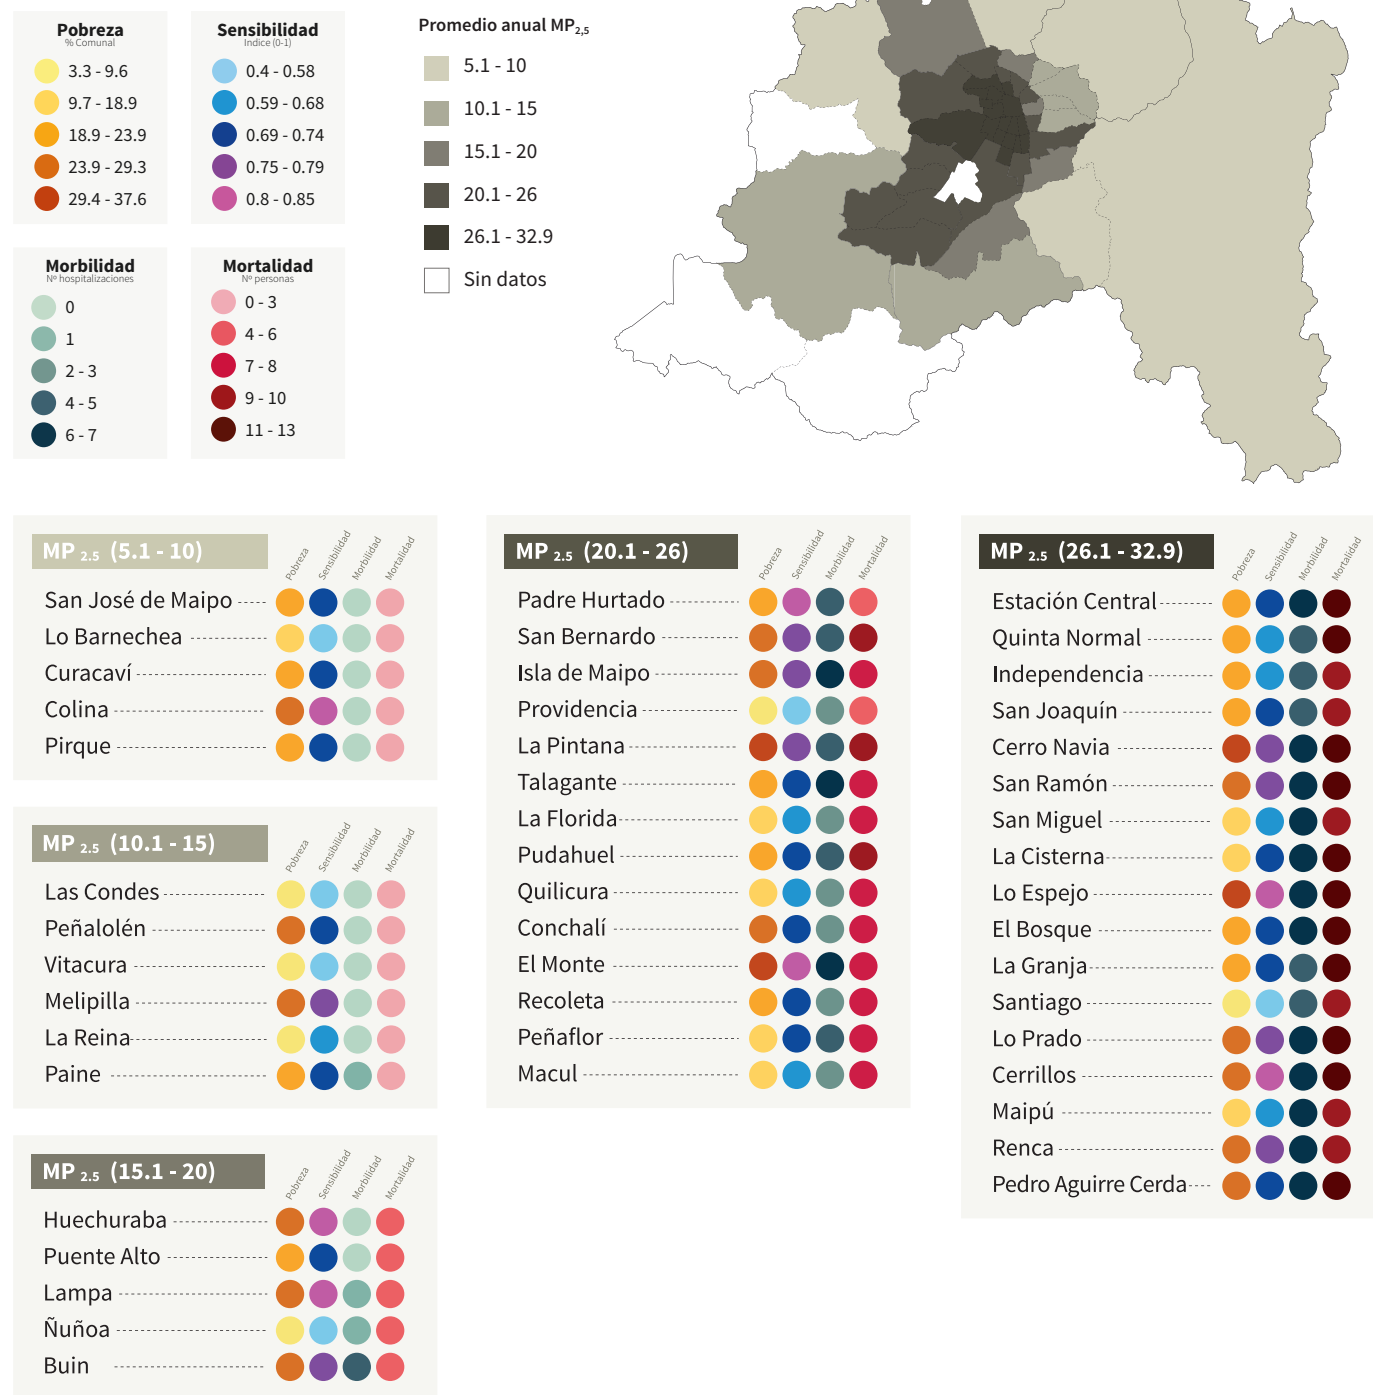 Pobreza
% Comunal
3.3 - 9.6
9.7 - 18.9
18.9 - 23.9
23.9 - 29.3
29.4 - 37.6
Sensibilidad
Indice (0-1)
0.4 - 0.58
0.59 - 0.68
0.69 - 0.74
0.75 - 0.79
0.8 - 0.85
Morbilidad
Nº hospitalizaciones
0
1
2 - 3
4 - 5
6 - 7
Mortalidad
Nº personas
0 - 3
4 - 6
7 - 8
9 - 10
11 - 13
Promedio anual MP2,5
5.1 - 10
10.1 - 15
15.1 - 20
20.1 - 26
26.1 - 32.9
Sin datos
MP 2.5 (5.1 - 10)
Pobreza
Sensibilidad
Morbilidad
Mortalidad
San José de Maipo
Lo Barnechea
Curacaví
Colina
Pirque
MP 2.5 (10.1 - 15)
Pobreza
Sensibilidad
Morbilidad
Mortalidad
Las Condes
Peñalolén
Vitacura
Melipilla
La Reina
Paine
MP 2.5 (15.1 - 20)
Pobreza
Sensibilidad
Morbilidad
Mortalidad
Huechuraba
Puente Alto
Lampa
Ñuñoa
Buin
MP 2.5 (20.1 - 26)
Pobreza
Sensibilidad
Morbilidad
Mortalidad
Padre Hurtado
San Bernardo
Isla de Maipo
Providencia
La Pintana
Talagante
La Florida
Pudahuel
Quilicura
Conchalí
El Monte
Recoleta
Peñaflor
Macul
MP 2.5 (26.1 - 32.9)
Pobreza
Sensibilidad
Morbilidad
Mortalidad
Estación Central
Quinta Normal
Independencia
San Joaquín
Cerro Navia
San Ramón
San Miguel
La Cisterna
Lo Espejo
El Bosque
La Granja
Santiago
Lo Prado
Cerrillos
Maipú
Renca
Pedro Aguirre Cerda